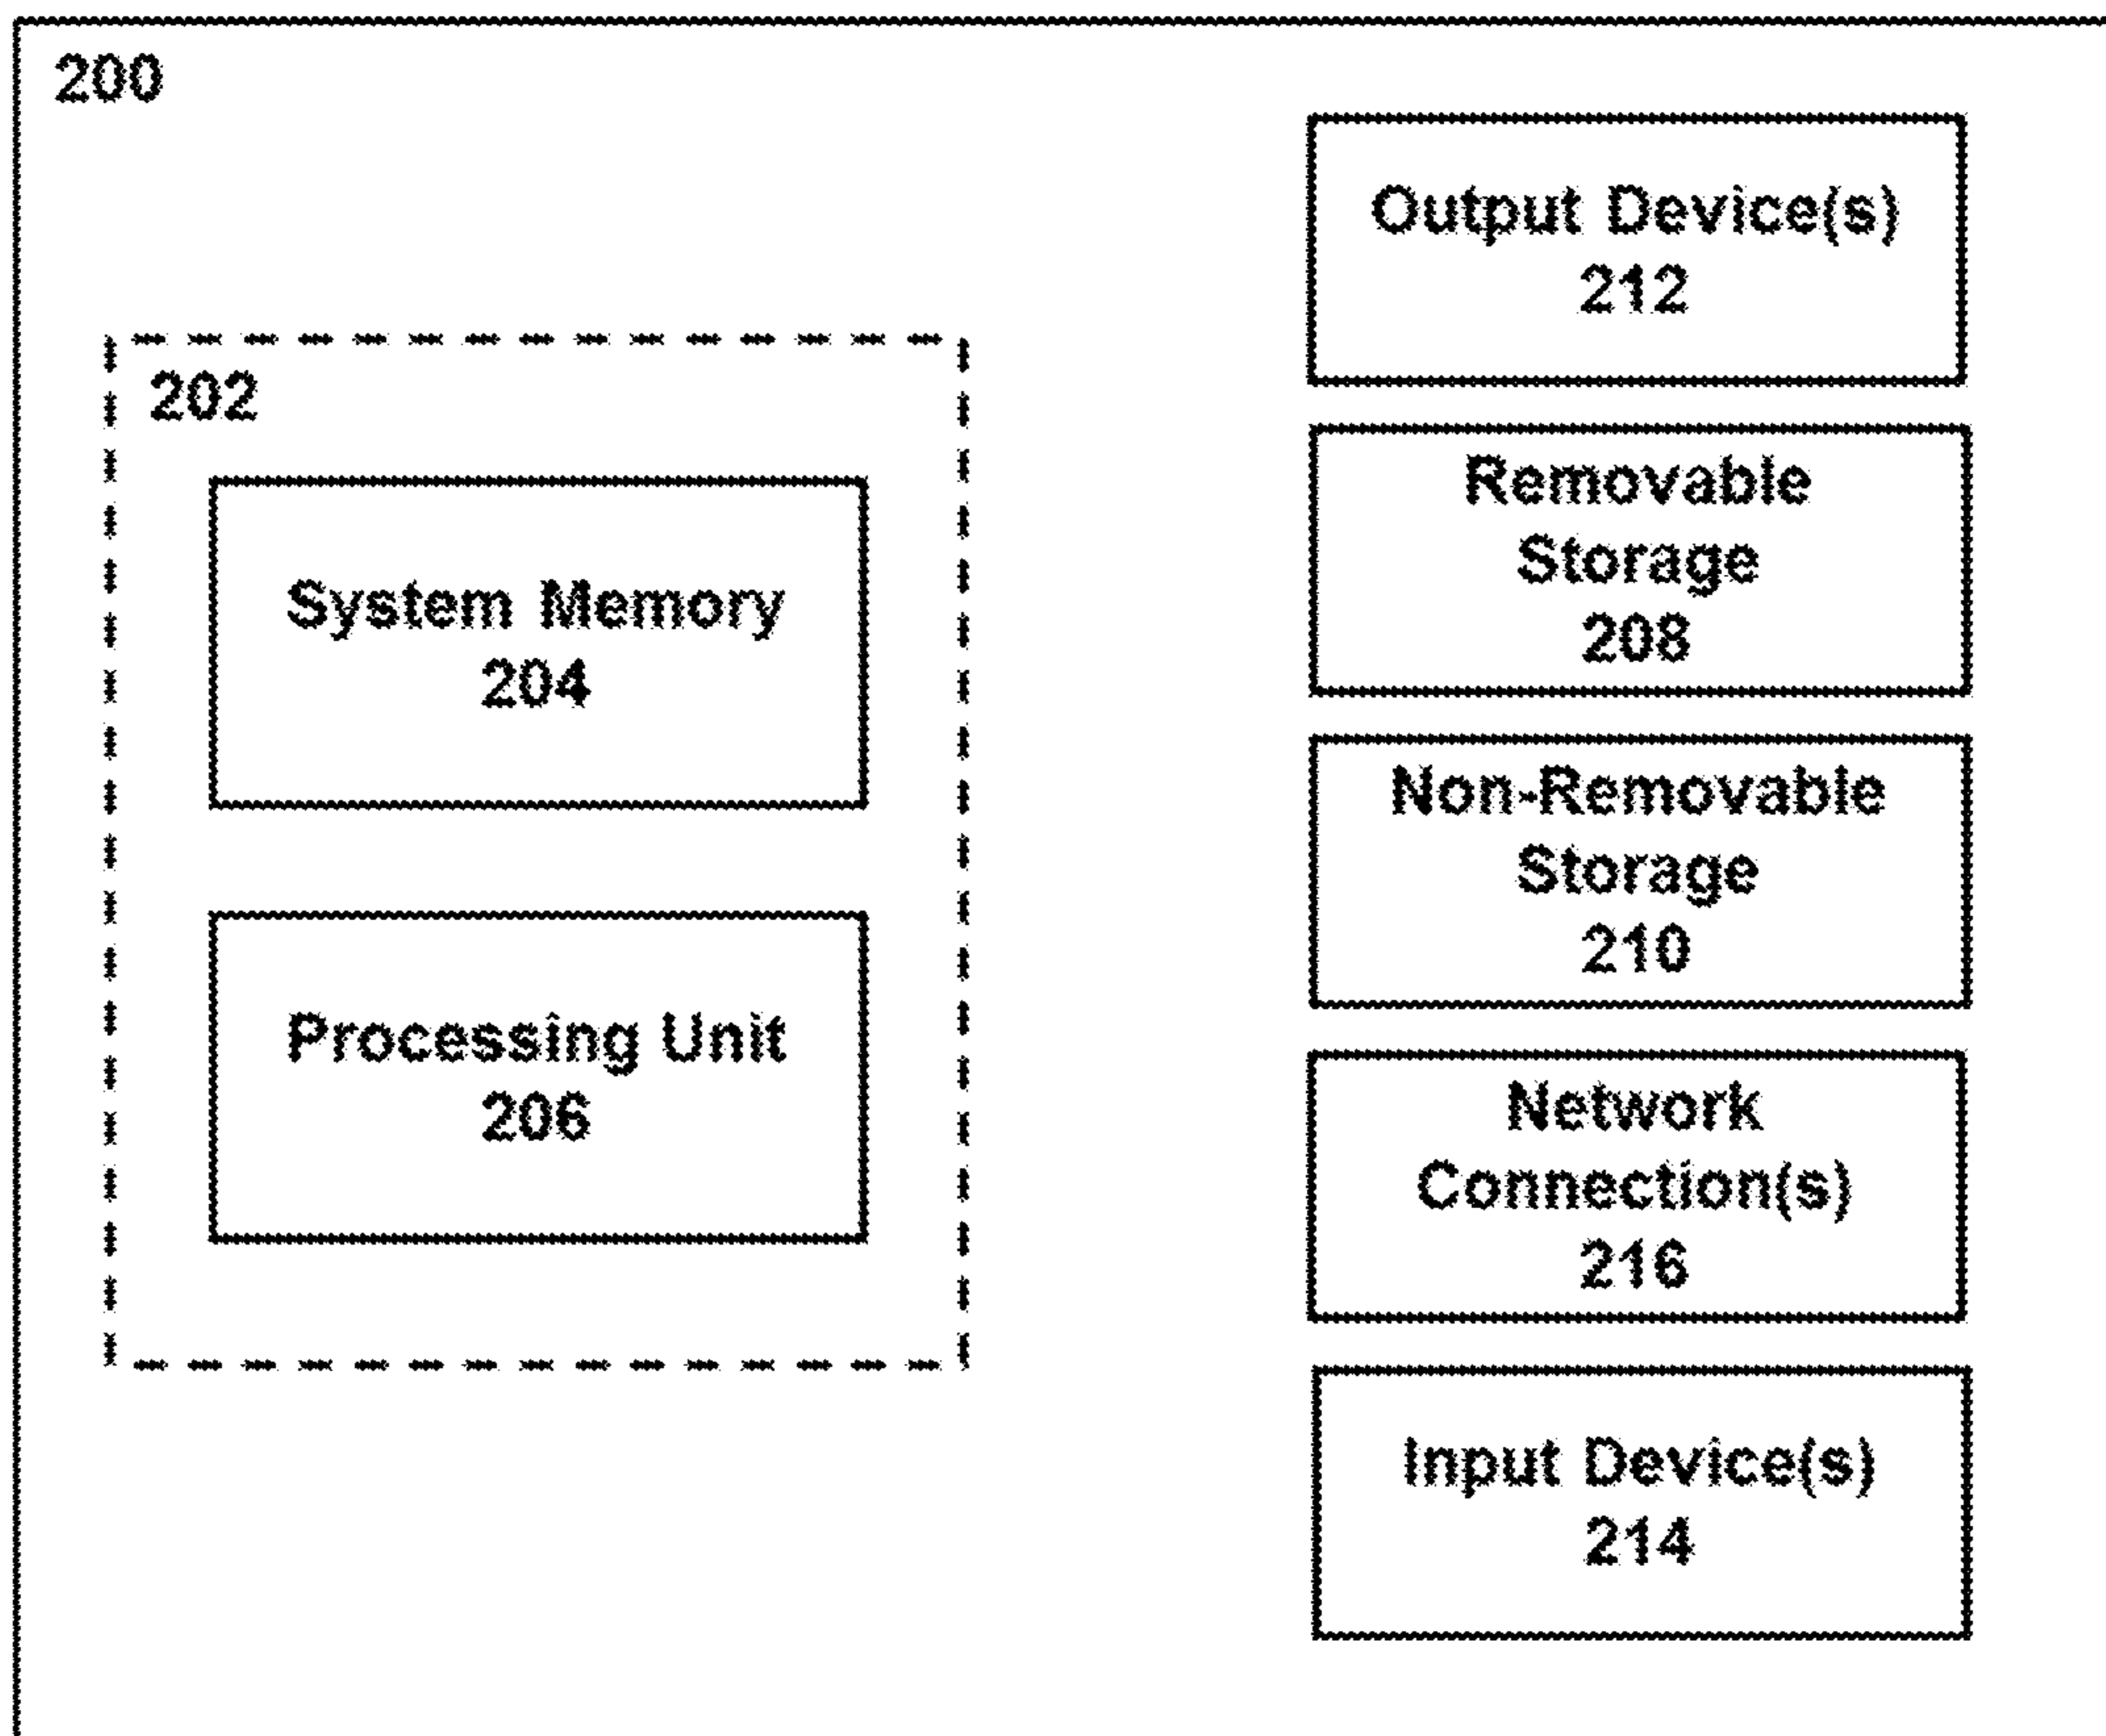 200
202
System Memory
204
Processing Unit
206
Output Device(s)
212
Removable
Storage
208
Non-Removable
Storage
210
Network
Connection(s)
216
Input Device(s)
214